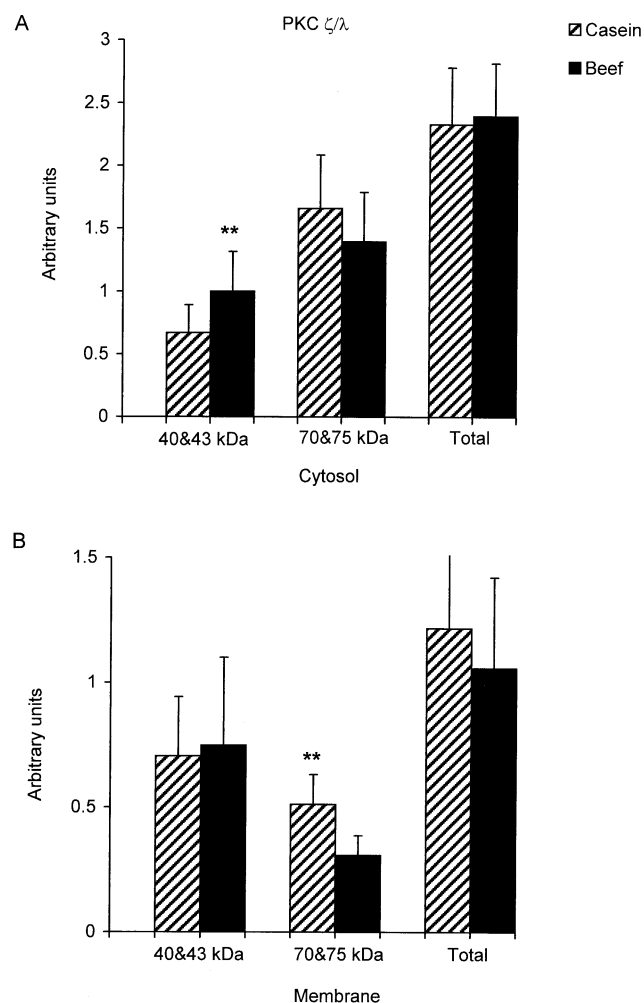 A
PKC ζ/λ
Casein
Beef
3
2.5
2
1.5
1
0.5
0
Arbitrary units
**
40&43 kDa
70&75 kDa
Total
Cytosol
B
1.5
1
0.5
0
Arbitrary units
**
40&43 kDa
70&75 kDa
Total
Membrane